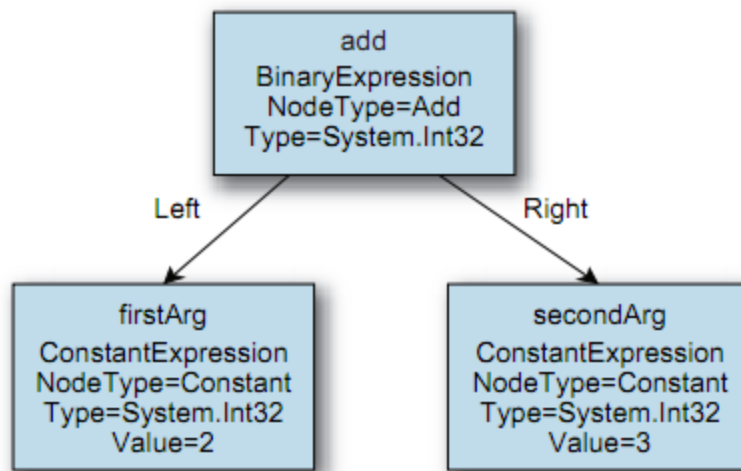 add
BinaryExpression
NodeType=Add
Type=System.Int32
Left
Right
firstArg
ConstantExpression
NodeType=Constant
Type=System.Int32
Value=2
secondArg
ConstantExpression
NodeType=Constant
Type=System.Int32
Value=3